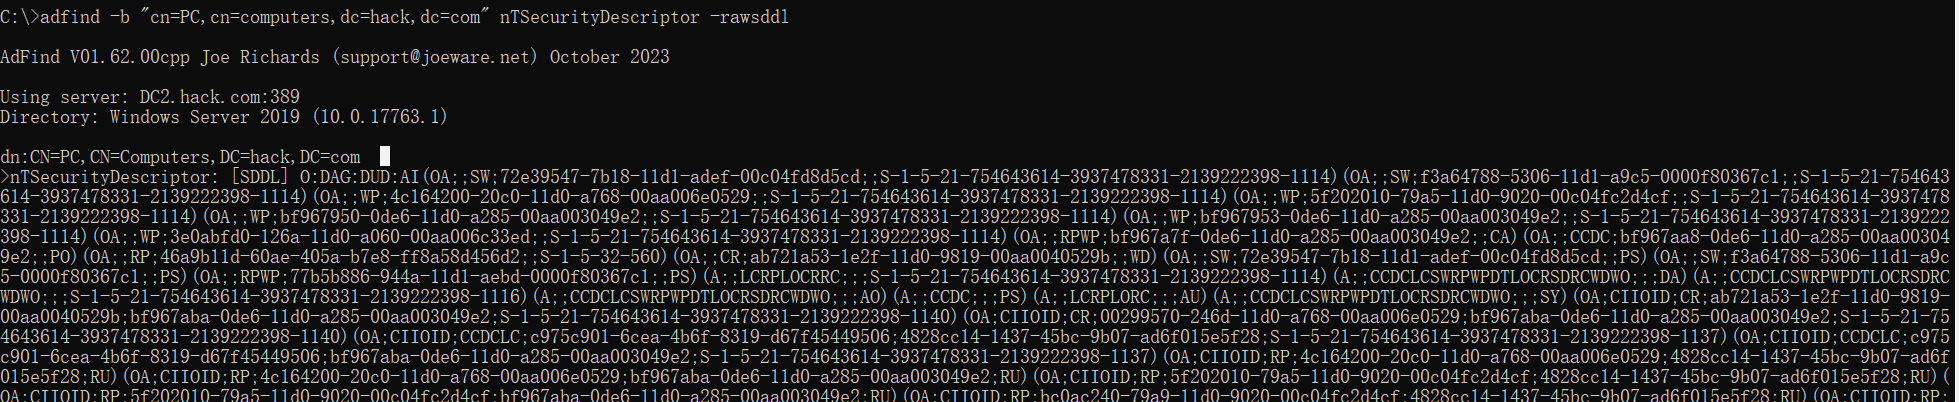 C:\>adfind -b "cn=PC,cn=computers,dc=hack,dc=com" nTSecurityDescriptor -rawsddl
AdFind V01.62.00cpp Joe Richards (support@joeware.net) October 2023
Using server: DC2.hack.com:389
Directory: Windows Server 2019 (10.0.17763.1)
dn:CN=PC,CN=Computers,DC=hack,DC=com
>nTSecurityDescriptor: [SDDL] O:DAG:DUD:AI(OA;;SW;72e39547-7b18-11d1-adef-00c04fd8d5cd;;S-1-5-21-754643614-3937478331-2139222398-1114)(OA;;SW;f3a64788-5306-11d1-a9c5-0000f80367c1;;S-1-5-21-754643
614-3937478331-2139222398-1114)(OA;;WP;4c164200-20c0-11d0-a768-00aa006e0529;;S-1-5-21-754643614-3937478331-2139222398-1114)(OA;;WP;5f202010-79a5-11d0-9020-00c04fc2d4cf;;S-1-5-21-754643614-3937478
331-2139222398-1114)(OA;;WP;bf967950-0de6-11d0-a285-00aa003049e2;;S-1-5-21-754643614-3937478331-2139222398-1114)(OA;;WP;bf967953-0de6-11d0-a285-00aa003049e2;;S-1-5-21-754643614-3937478331-2139222
398-1114)(OA;;WP;3e0abfd0-126a-11d0-a060-00aa006c33ed;;S-1-5-21-754643614-3937478331-2139222398-1114)(OA;;RPWP;bf967a7f-0de6-11d0-a285-00aa003049e2;;CA)(OA;;CCDC;bf967aa8-0de6-11d0-a285-00aa00304
9e2;;PO)(OA;;RP;46a9b11d-60ae-405a-b7e8-ff8a58d456d2;;S-1-5-32-560)(OA;;CR;ab721a53-1e2f-11d0-9819-00aa0040529b;;WD)(OA;;SW;72e39547-7b18-11d1-adef-00c04fd8d5cd;;PS)(OA;;SW;f3a64788-5306-11d1-a9c
5-0000f80367c1;;PS)(OA;;RPWP;77b5b886-944a-11d1-aebd-0000f80367c1;;PS)(A;;LCRPLOCRRC;;;S-1-5-21-754643614-3937478331-2139222398-1114)(A;;CCDCLCSWRPWPDTLOCRSDRCWDWO;;;DA)(A;;CCDCLCSWRPWPDTLOCRSDRC
WDWO;;;S-1-5-21-754643614-3937478331-2139222398-1116)(A;;CCDCLCSWRPWPDTLOCRSDRCWDWO;;;AO)(A;;CCDC;;;PS)(A;;LCRPLORC;;;AU)(A;;CCDCLCSWRPWPDTLOCRSDRCWDWO;;;SY)(OA;CIIOID;CR;ab721a53-1e2f-11d0-9819-
00aa0040529b;bf967aba-0de6-11d0-a285-00aa003049e2;S-1-5-21-754643614-3937478331-2139222398-1140)(OA;CIIOID;CR;00299570-246d-11d0-a768-00aa006e0529;bf967aba-0de6-11d0-a285-00aa003049e2;S-1-5-21-75
4643614-3937478331-2139222398-1140)(OA;CIIOID;CCDCLC;c975c901-6cea-4b6f-8319-d67f45449506;4828cc14-1437-45bc-9b07-ad6f015e5f28;S-1-5-21-754643614-3937478331-2139222398-1137)(OA;CIIOID;CCDCLC;c975
c901-6cea-4b6f-8319-d67f45449506;bf967aba-0de6-11d0-a285-00aa003049e2;S-1-5-21-754643614-3937478331-2139222398-1137)(OA;CIIOID;RP;4c164200-20c0-11d0-a768-00aa006e0529;4828cc14-1437-45bc-9b07-ad6f
015e5f28;RU)(OA;CIIOID;RP;4c164200-20c0-11d0-a768-00aa006e0529;bf967aba-0de6-11d0-a285-00aa003049e2;RU)(OA;CIIOID;RP;5f202010-79a5-11d0-9020-00c04fc2d4cf;4828cc14-1437-45bc-9b07-ad6f015e5f28;RU)(
OA;CIIOID;RP;5f202010-79a5-11d0-9020-00c04fc2d4cf;bf967aba-0de6-11d0-a285-00aa003049e2;RU)(OA;CIIOID;RP;bc0ac240-79a9-11d0-9020-00c04fc2d4cf;4828cc14-1437-45bc-9b07-ad6f015e5f28;RU)(OA;CIIOID;RP;